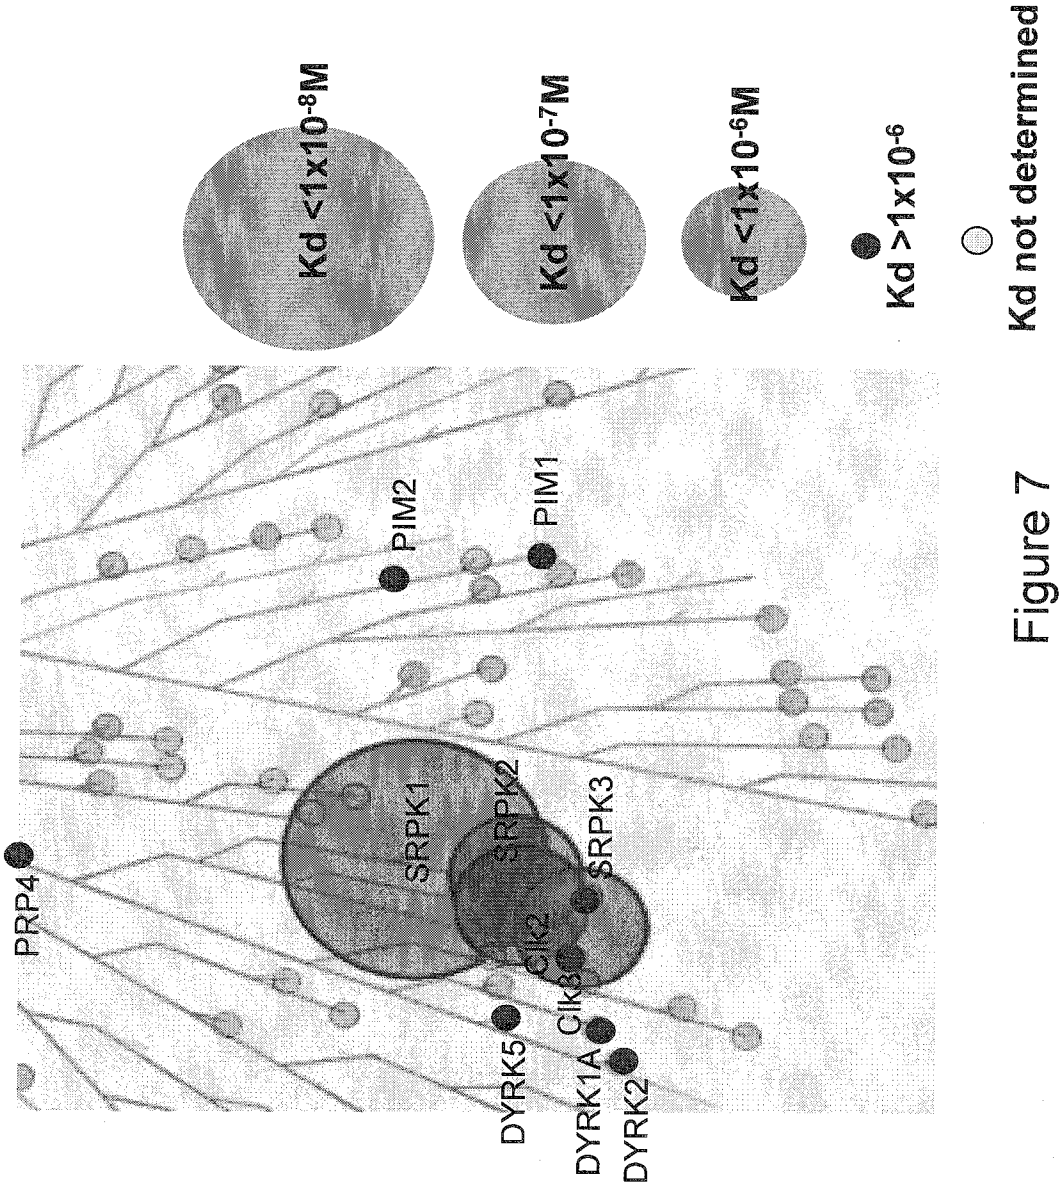 Kd <1x10⁻⁸M
Kd <1x10⁻⁷M
Kd <1x10⁻⁶M
Kd >1x10⁻⁶
Kd not determined
PRP4
SRPK1
SRPK2
SRPK3
Clk2
Clk3
DYRK5
DYRK1A
DYRK2
PIM2
PIM1
Figure 7